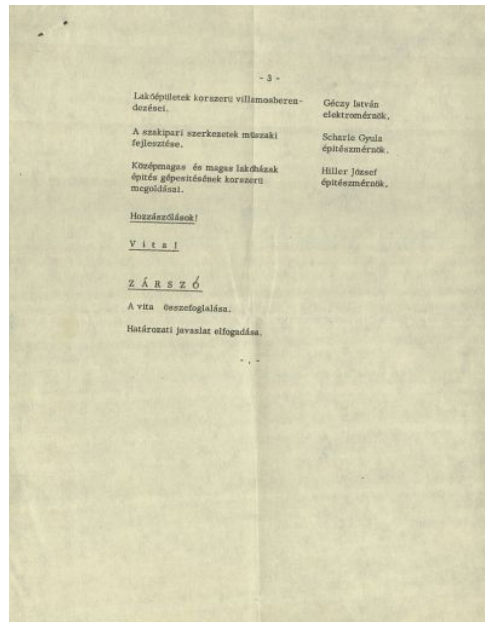 - 3 -
Lakóépületek korszerü villamosberen-
dezései.
Géczy István
elektromérnök.
A szakipari szerkezetek müszaki
fejlesztése.
Scharle Gyula
épitészmérnök.
Középmagas és magas lakóházak
épités gépesitésének korszerü
megoldásai.
Hiller József
épitészmérnök.
Hozzászólások!
V i t a !
Z Á R S Z Ó
A vita összefoglalása.
Határozati javaslat elfogadása.
- . -